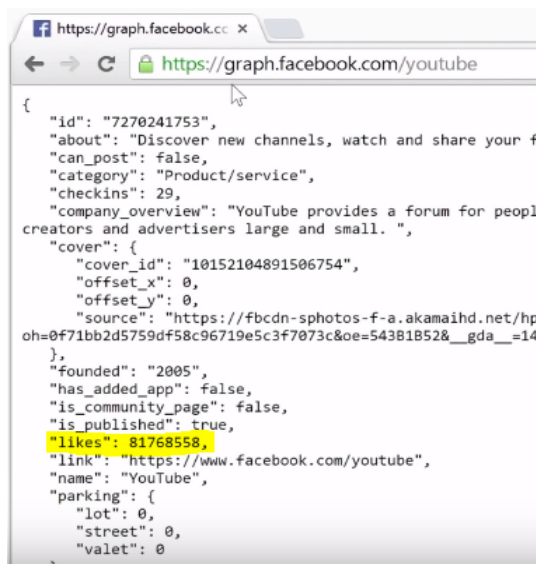 https://graph.facebook.cc ×
https://graph.facebook.com/youtube
{
"id": "7270241753",
"about": "Discover new channels, watch and share your f
"can_post": false,
"category": "Product/service",
"checkins": 29,
"company_overview": "YouTube provides a forum for peopl
creators and advertisers large and small. ",
"cover": {
"cover_id": "10152104891506754",
"offset_x": 0,
"offset_y": 0,
"source": "https://fbcdn-sphotos-f-a.akamaihd.net/hp
oh=0f71bb2d5759df58c96719e5c3f7073c&oe=543B1B52&__gda__=14
},
"founded": "2005",
"has_added_app": false,
"is_community_page": false,
"is_published": true,
"likes": 81768558,
"link": "https://www.facebook.com/youtube",
"name": "YouTube",
"parking": {
"lot": 0,
"street": 0,
"valet": 0